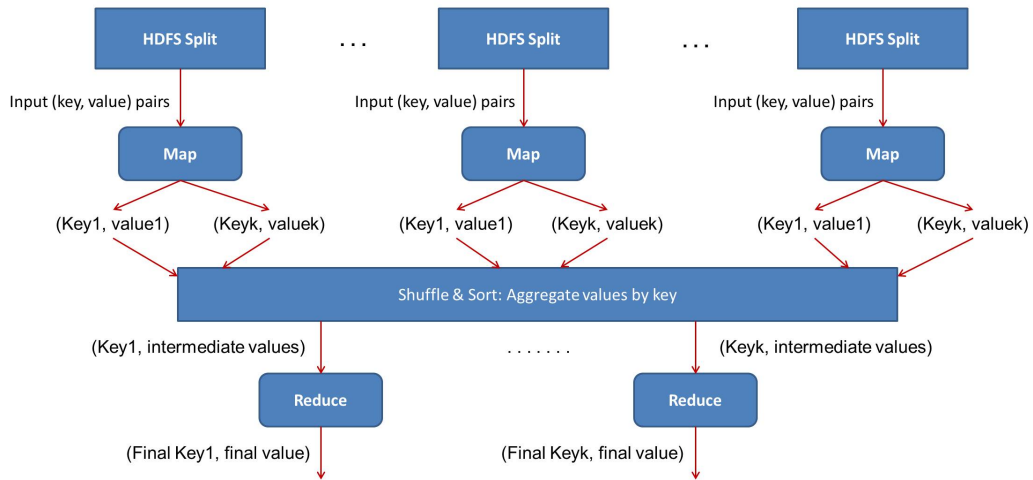 HDFS Split ... HDFS Split ... HDFS Split
Input (key, value) pairs Input (key, value) pairs Input (key, value) pairs
Map Map Map
(Key1, value1) (Keyk, valuek) (Key1, value1) (Keyk, valuek) (Key1, value1) (Keyk, valuek)
Shuffle & Sort: Aggregate values by key
(Key1, intermediate values) ....... (Keyk, intermediate values)
Reduce Reduce
(Final Key1, final value) (Final Keyk, final value)